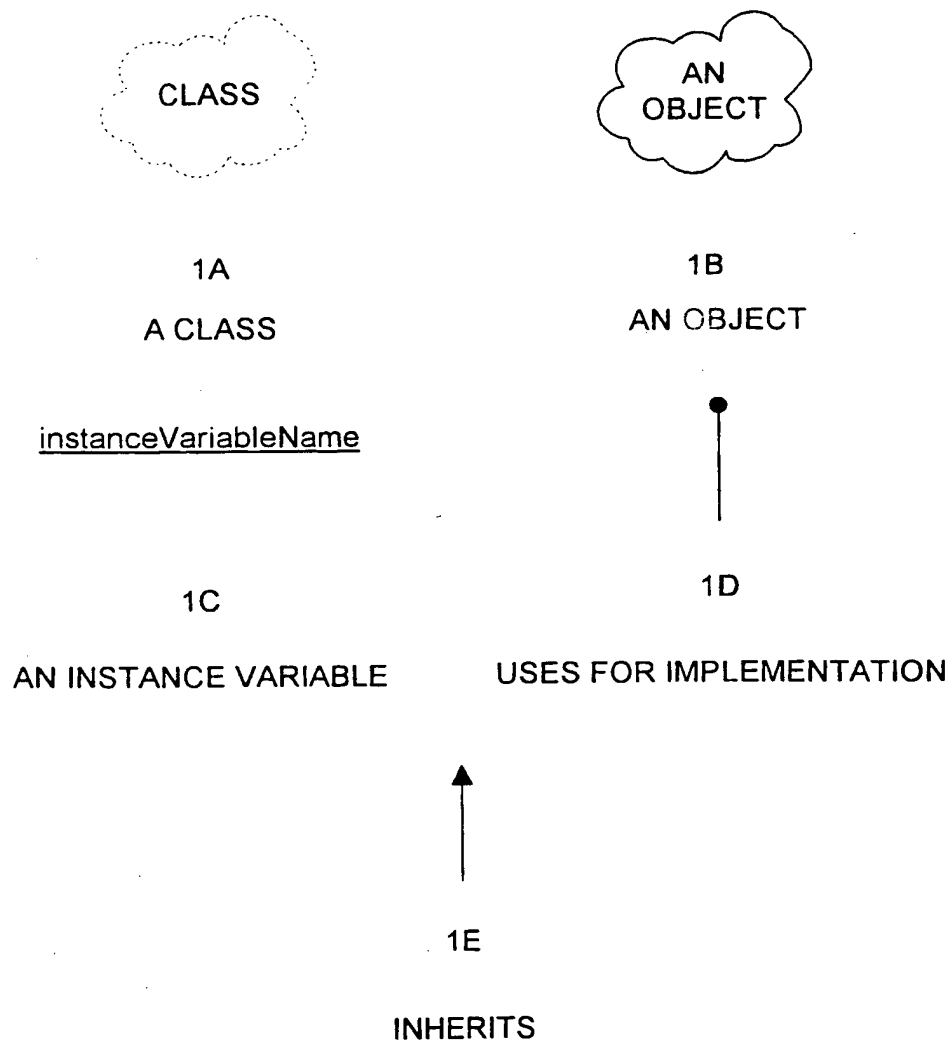 CLASS
AN
OBJECT
1A
A CLASS
1B
AN OBJECT
instanceVariableName
1C
AN INSTANCE VARIABLE
1D
USES FOR IMPLEMENTATION
1E
INHERITS